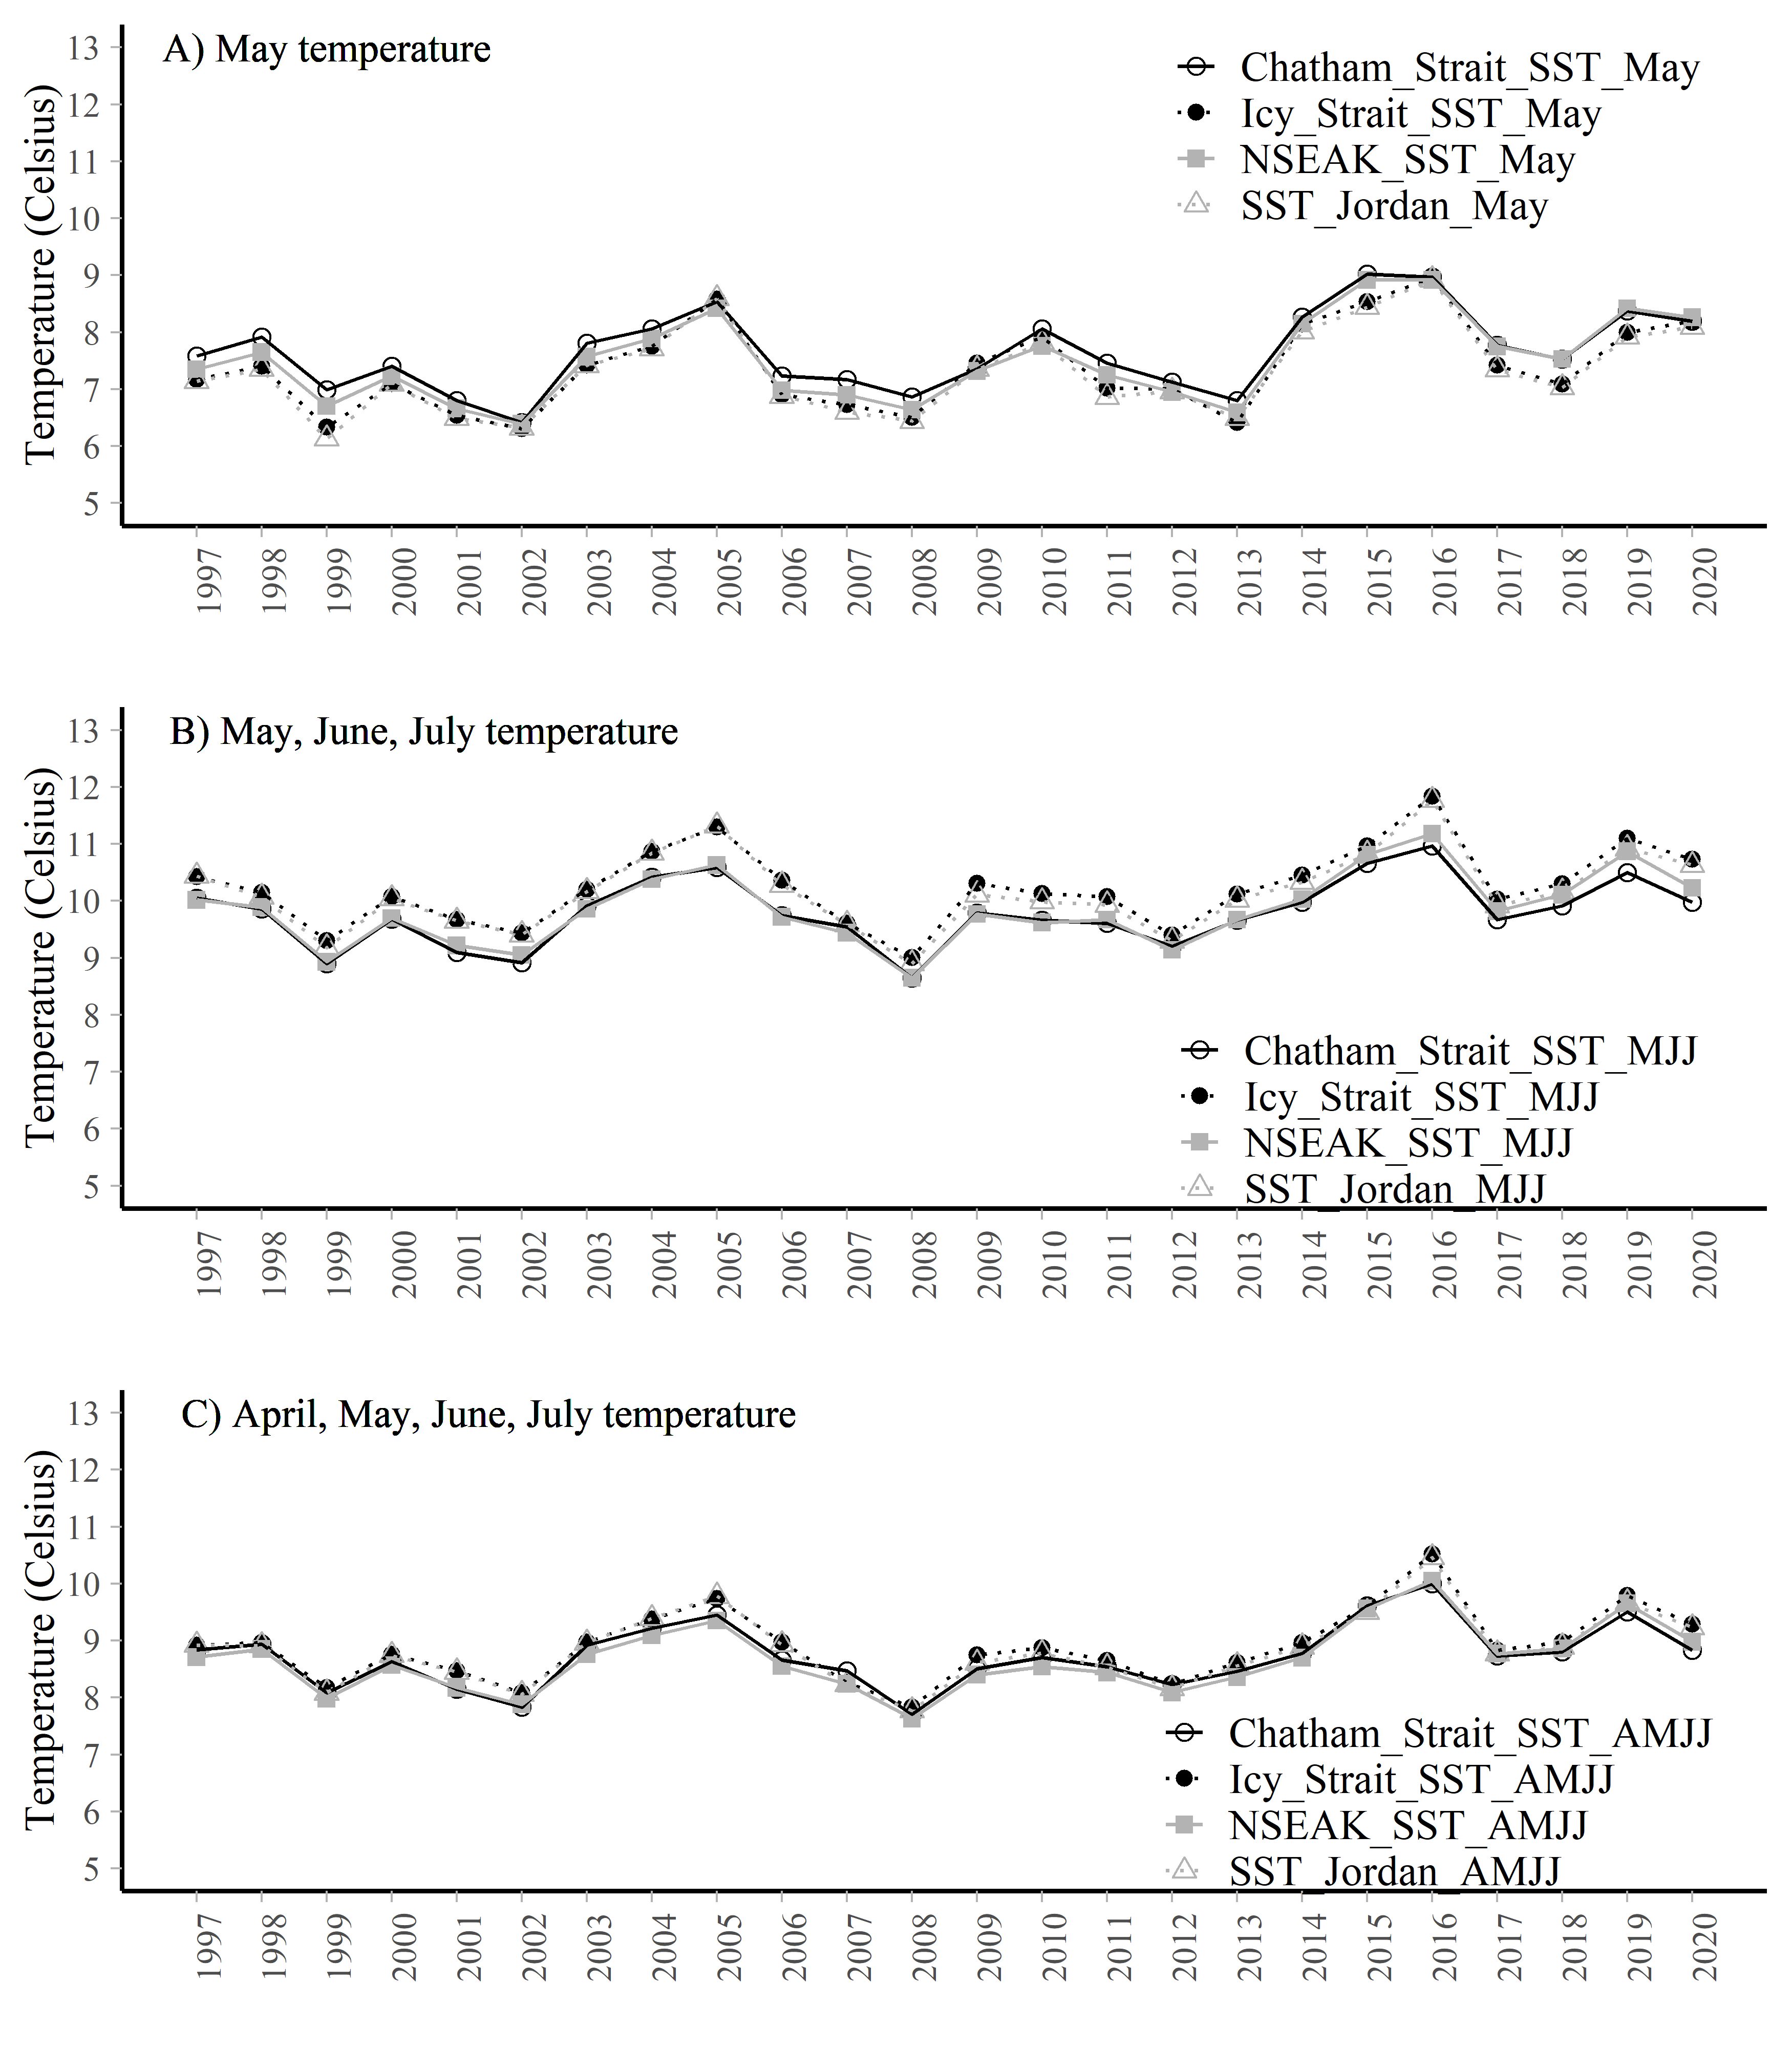 A) May temperature
Chatham_Strait_SST_May
Icy_Strait_SST_May
NSEAK_SST_May
SST_Jordan_May
Temperature (Celsius)
13
12
11
10
9
8
7
6
5
1997 1998 1999 2000 2001 2002 2003 2004 2005 2006 2007 2008 2009 2010 2011 2012 2013 2014 2015 2016 2017 2018 2019 2020
B) May, June, July temperature
Temperature (Celsius)
13
12
11
10
9
8
7
6
5
Chatham_Strait_SST_MJJ
Icy_Strait_SST_MJJ
NSEAK_SST_MJJ
SST_Jordan_MJJ
1997 1998 1999 2000 2001 2002 2003 2004 2005 2006 2007 2008 2009 2010 2011 2012 2013 2014 2015 2016 2017 2018 2019 2020
C) April, May, June, July temperature
Temperature (Celsius)
13
12
11
10
9
8
7
6
5
Chatham_Strait_SST_AMJJ
Icy_Strait_SST_AMJJ
NSEAK_SST_AMJJ
SST_Jordan_AMJJ
1997 1998 1999 2000 2001 2002 2003 2004 2005 2006 2007 2008 2009 2010 2011 2012 2013 2014 2015 2016 2017 2018 2019 2020